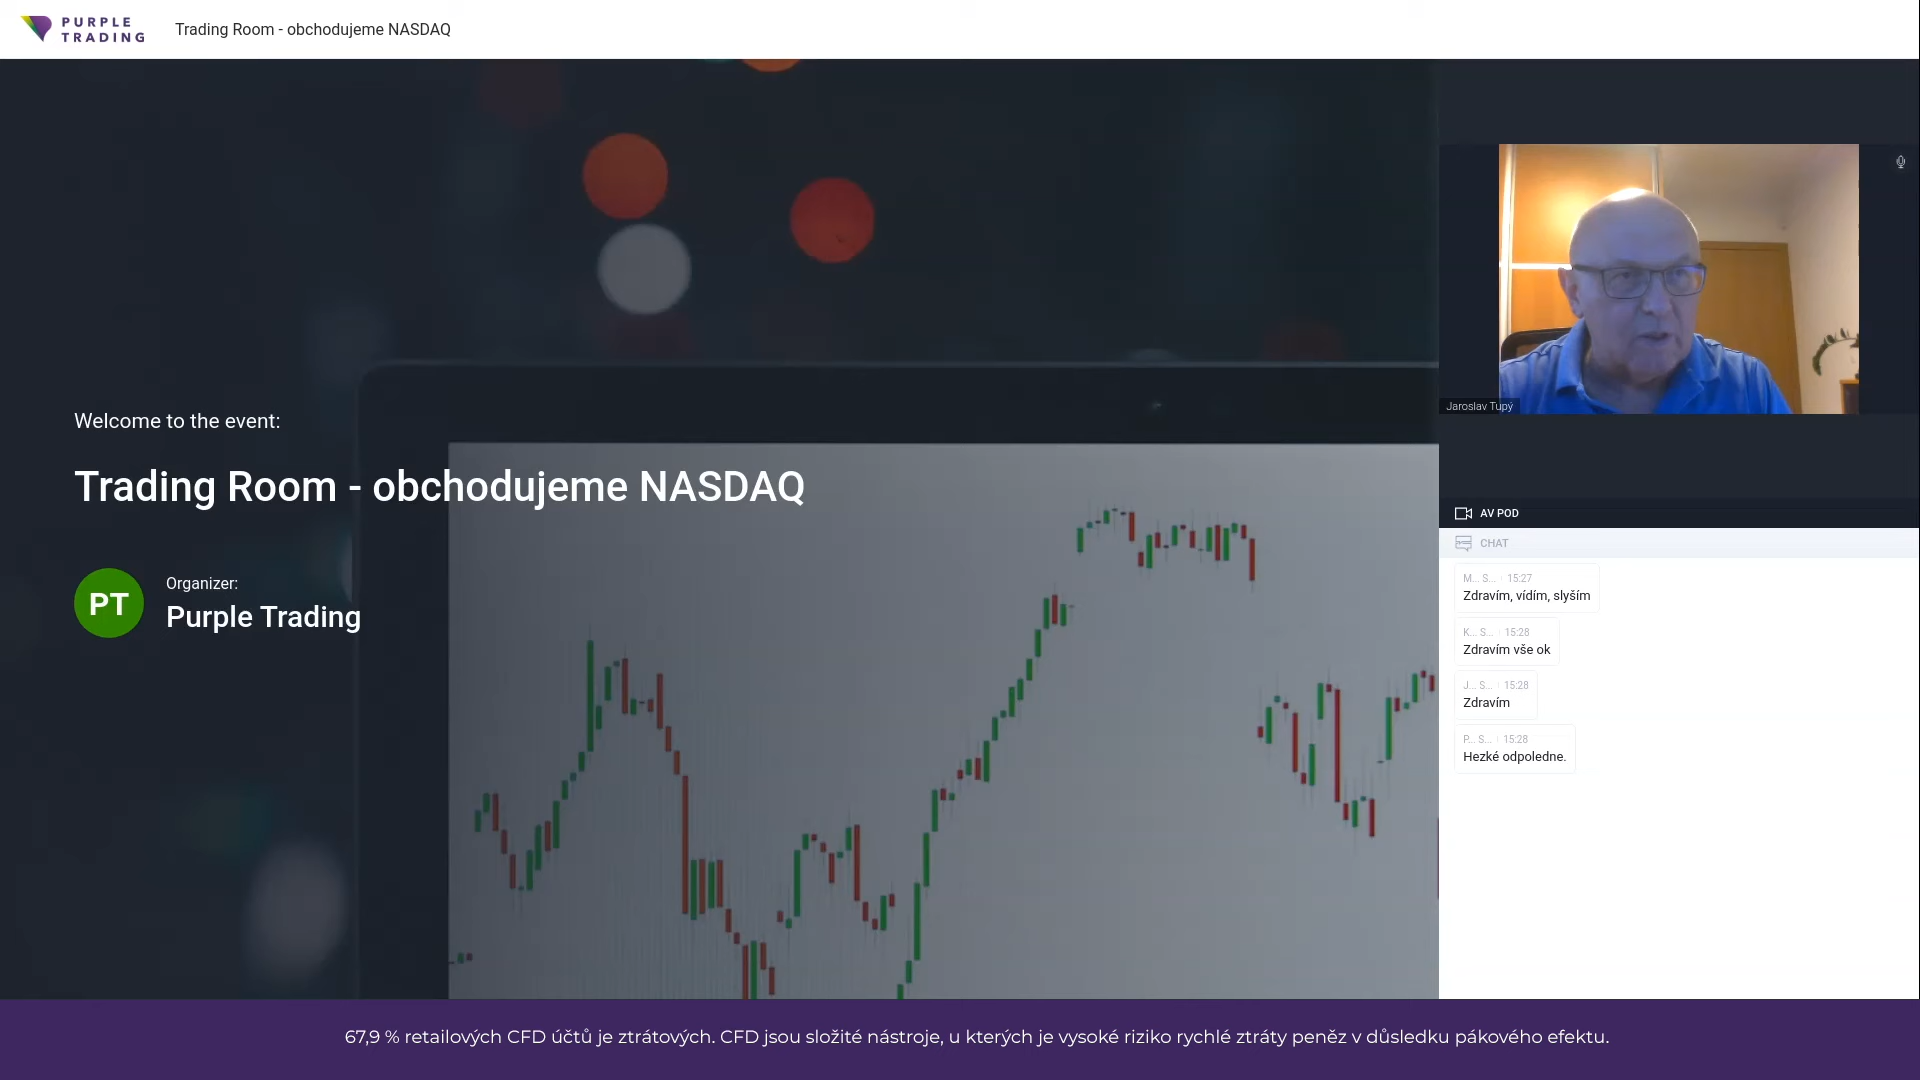 PURPLE
TRADING
Trading Room - obchodujeme NASDAQ
Welcome to the event:
Trading Room - obchodujeme NASDAQ
PT
Organizer:
Purple Trading
Jaroslav Tupý
AV POD
CHAT
M... S... 15:27
Zdravím, vidím, slyším
K... S... 15:28
Zdravím vše ok
J... S... 15:28
Zdravím
P... S... 15:28
Hezké odpoledne.
67,9 % retailových CFD účtů je ztrátových. CFD jsou složité nástroje, u kterých je vysoké riziko rychlé ztráty peněz v důsledku pákového efektu.